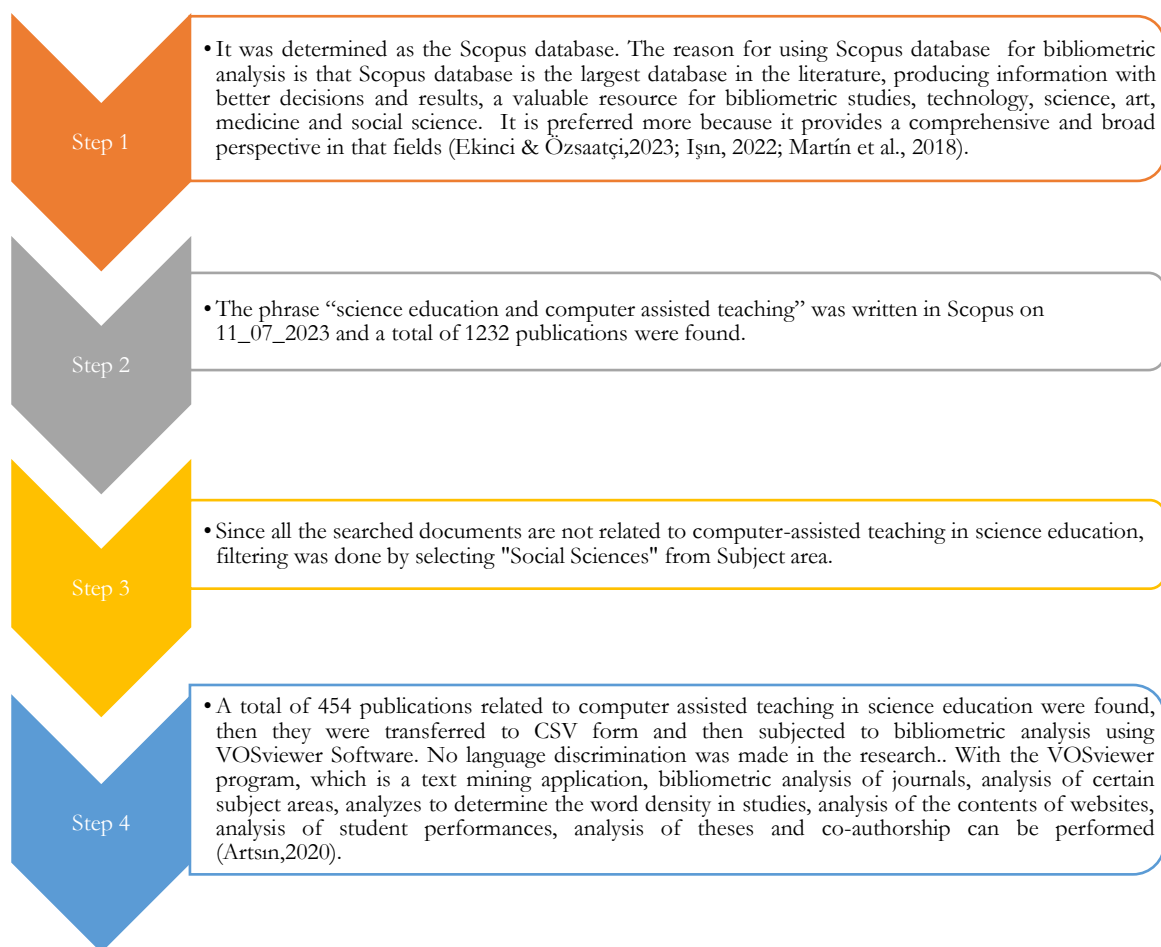 Step 1
• It was determined as the Scopus database. The reason for using Scopus database for bibliometric
analysis is that Scopus database is the largest database in the literature, producing information with
better decisions and results, a valuable resource for bibliometric studies, technology, science, art,
medicine and social science. It is preferred more because it provides a comprehensive and broad
perspective in that fields (Ekinci & Özsaatçi,2023; Işın, 2022; Martín et al., 2018).
Step 2
• The phrase “science education and computer assisted teaching” was written in Scopus on
11_07_2023 and a total of 1232 publications were found.
Step 3
• Since all the searched documents are not related to computer-assisted teaching in science education,
filtering was done by selecting "Social Sciences" from Subject area.
Step 4
• A total of 454 publications related to computer assisted teaching in science education were found,
then they were transferred to CSV form and then subjected to bibliometric analysis using
VOSviewer Software. No language discrimination was made in the research.. With the VOSviewer
program, which is a text mining application, bibliometric analysis of journals, analysis of certain
subject areas, analyzes to determine the word density in studies, analysis of the contents of websites,
analysis of student performances, analysis of theses and co-authorship can be performed
(Artsın,2020).